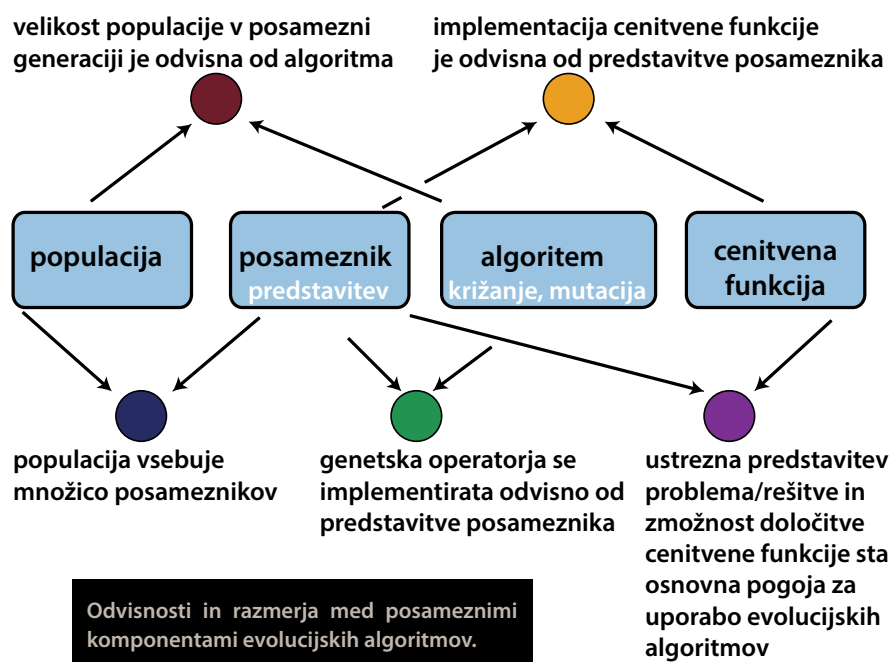 velikost populacije v posamezni
generaciji je odvisna od algoritma
implementacija cenitvene funkcije
je odvisna od predstavitve posameznika
populacija
posameznik
predstavitev
algoritem
križanje, mutacija
cenitvena
funkcija
populacija vsebuje
množico posameznikov
genetska operatorja se
implementirata odvisno od
predstavitve posameznika
ustrezna predstavitev
problema/rešitve in
zmožnost določitve
cenitvene funkcije sta
osnovna pogoja za
uporabo evolucijskih
algoritmov
Odvisnosti in razmerja med posameznimi
komponentami evolucijskih algoritmov.